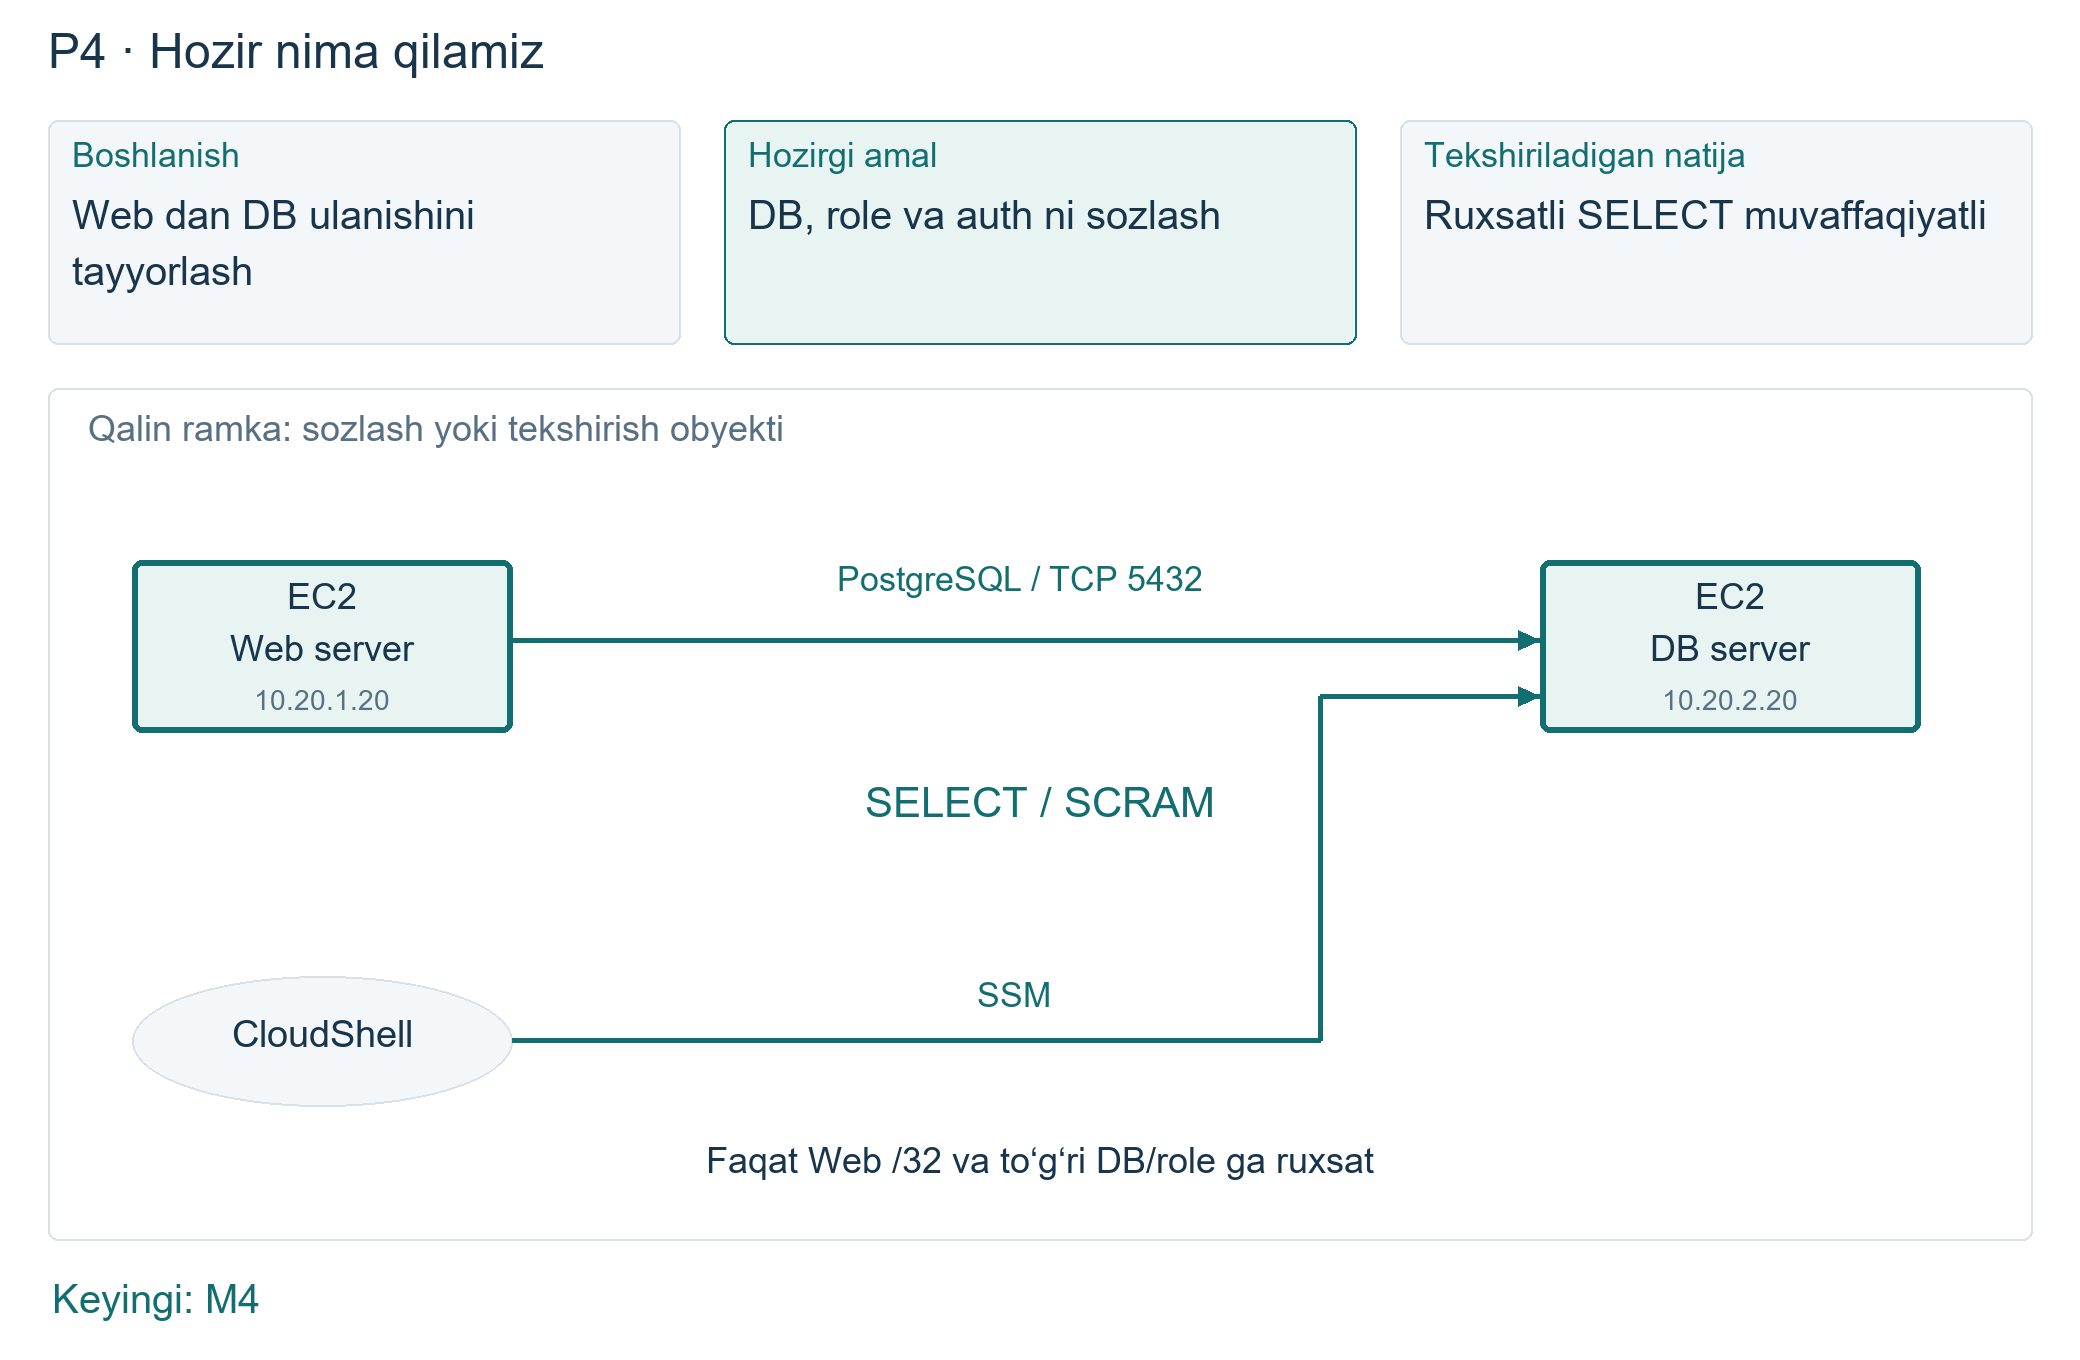 P4 · Hozir nima qilamiz
Boshlanish
Web dan DB ulanishini
tayyorlash
Hozirgi amal
DB, role va auth ni sozlash
Tekshiriladigan natija
Ruxsatli SELECT muvaffaqiyatli
Qalin ramka: sozlash yoki tekshirish obyekti
EC2
Web server
10.20.1.20
PostgreSQL / TCP 5432
EC2
DB server
10.20.2.20
SELECT / SCRAM
SSM
CloudShell
Faqat Web /32 va to‘g‘ri DB/role ga ruxsat
Keyingi: M4